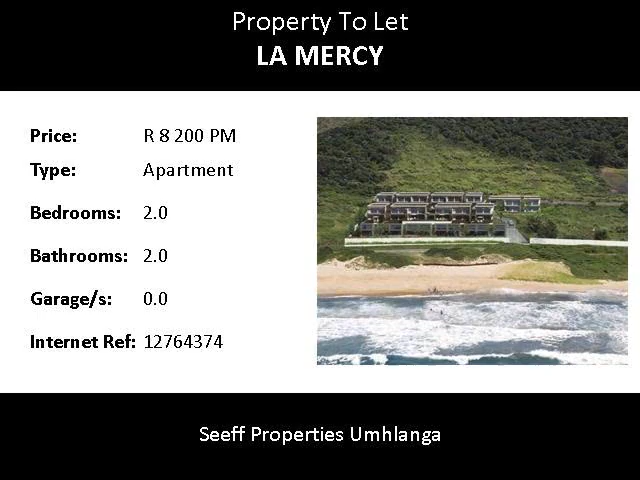 Property To Let
LA MERCY
Price: R 8 200 PM
Type: Apartment
Bedrooms: 2.0
Bathrooms: 2.0
Garage/s: 0.0
Internet Ref: 12764374
Seeff Properties Umhlanga